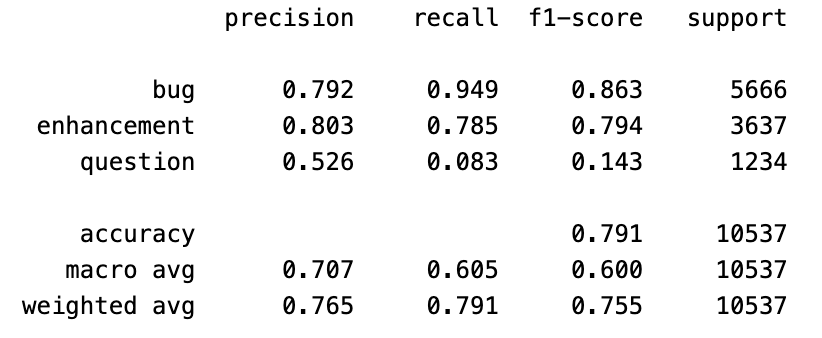 precision recall f1-score support
bug 0.792 0.949 0.863 5666
enhancement 0.803 0.785 0.794 3637
question 0.526 0.083 0.143 1234
accuracy 0.791 10537
macro avg 0.707 0.605 0.600 10537
weighted avg 0.765 0.791 0.755 10537